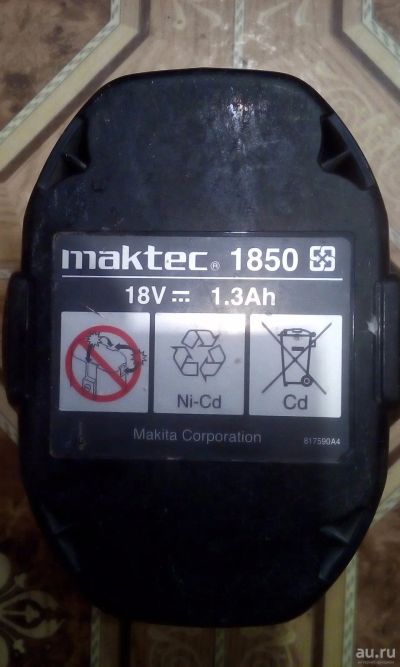 maktec® 1850
18V 1.3Ah
Ni-Cd
Cd
Makita Corporation
817590A4
au.ru